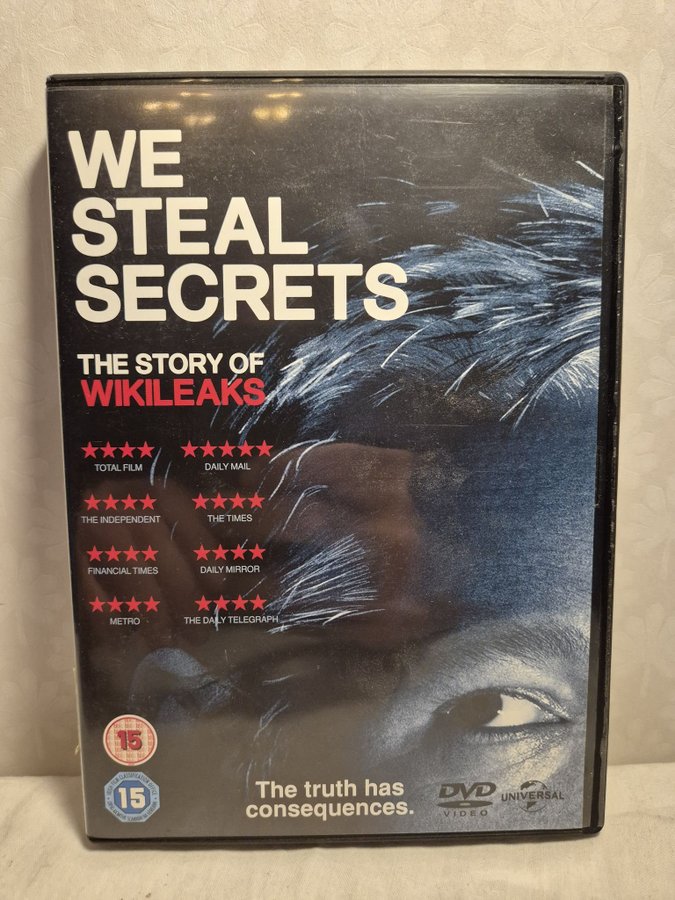 WE
STEAL
SECRETS
THE STORY OF
WIKILEAKS
TOTAL FILM
DAILY MAIL
THE INDEPENDENT
THE TIMES
FINANCIAL TIMES
DAILY MIRROR
METRO
THE DAILY TELEGRAPH
15
15
The truth has
consequences.
DVD
VIDEO
UNIVERSAL